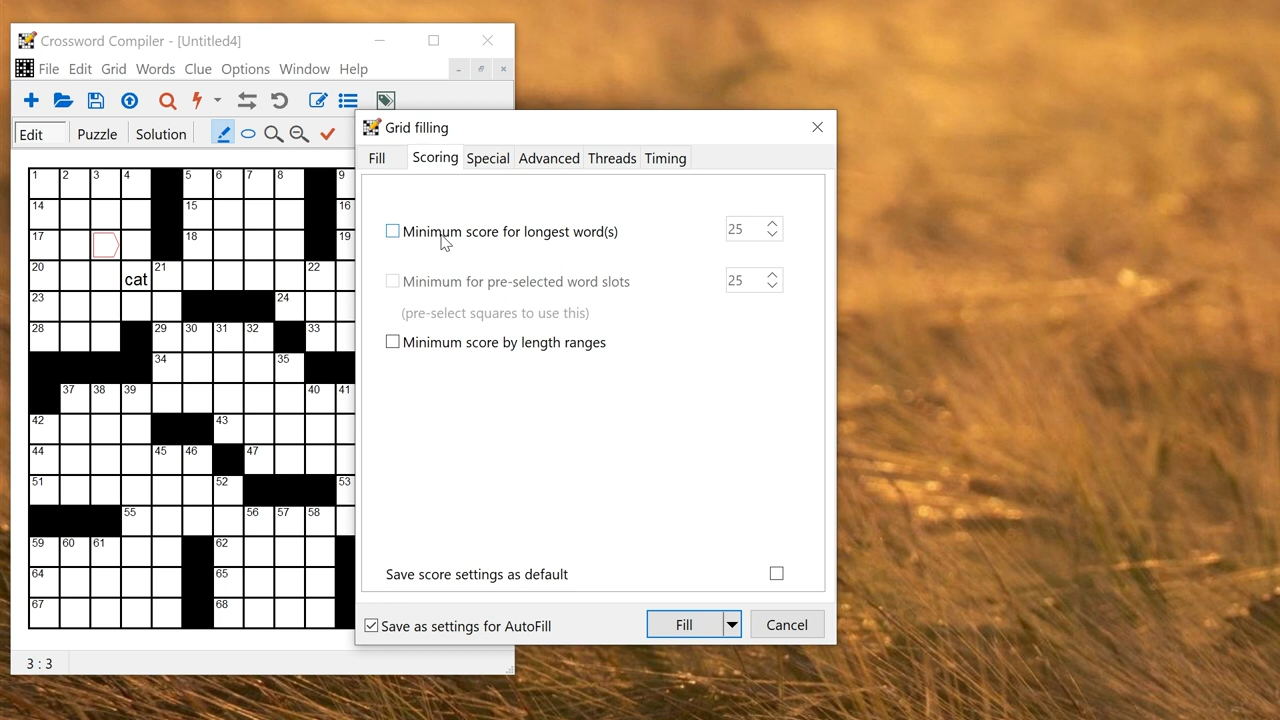 Crossword Compiler - [Untitled4]
File Edit Grid Words Clue Options Window Help
Edit Puzzle Solution
1 2 3 4 5 6 7 8 9
14 15 16
17 18 19
20 cat 21 22
23 24
28 29 30 31 32 33
34 35
37 38 39 40 41
42 43
44 45 46 47
51 52 53
55 56 57 58
59 60 61 62
64 65
67 68
3 : 3
Grid filling
Fill Scoring Special Advanced Threads Timing
Minimum score for longest word(s) 25
Minimum for pre-selected word slots 25
(pre-select squares to use this)
Minimum score by length ranges
Save score settings as default
Save as settings for AutoFill Fill Cancel